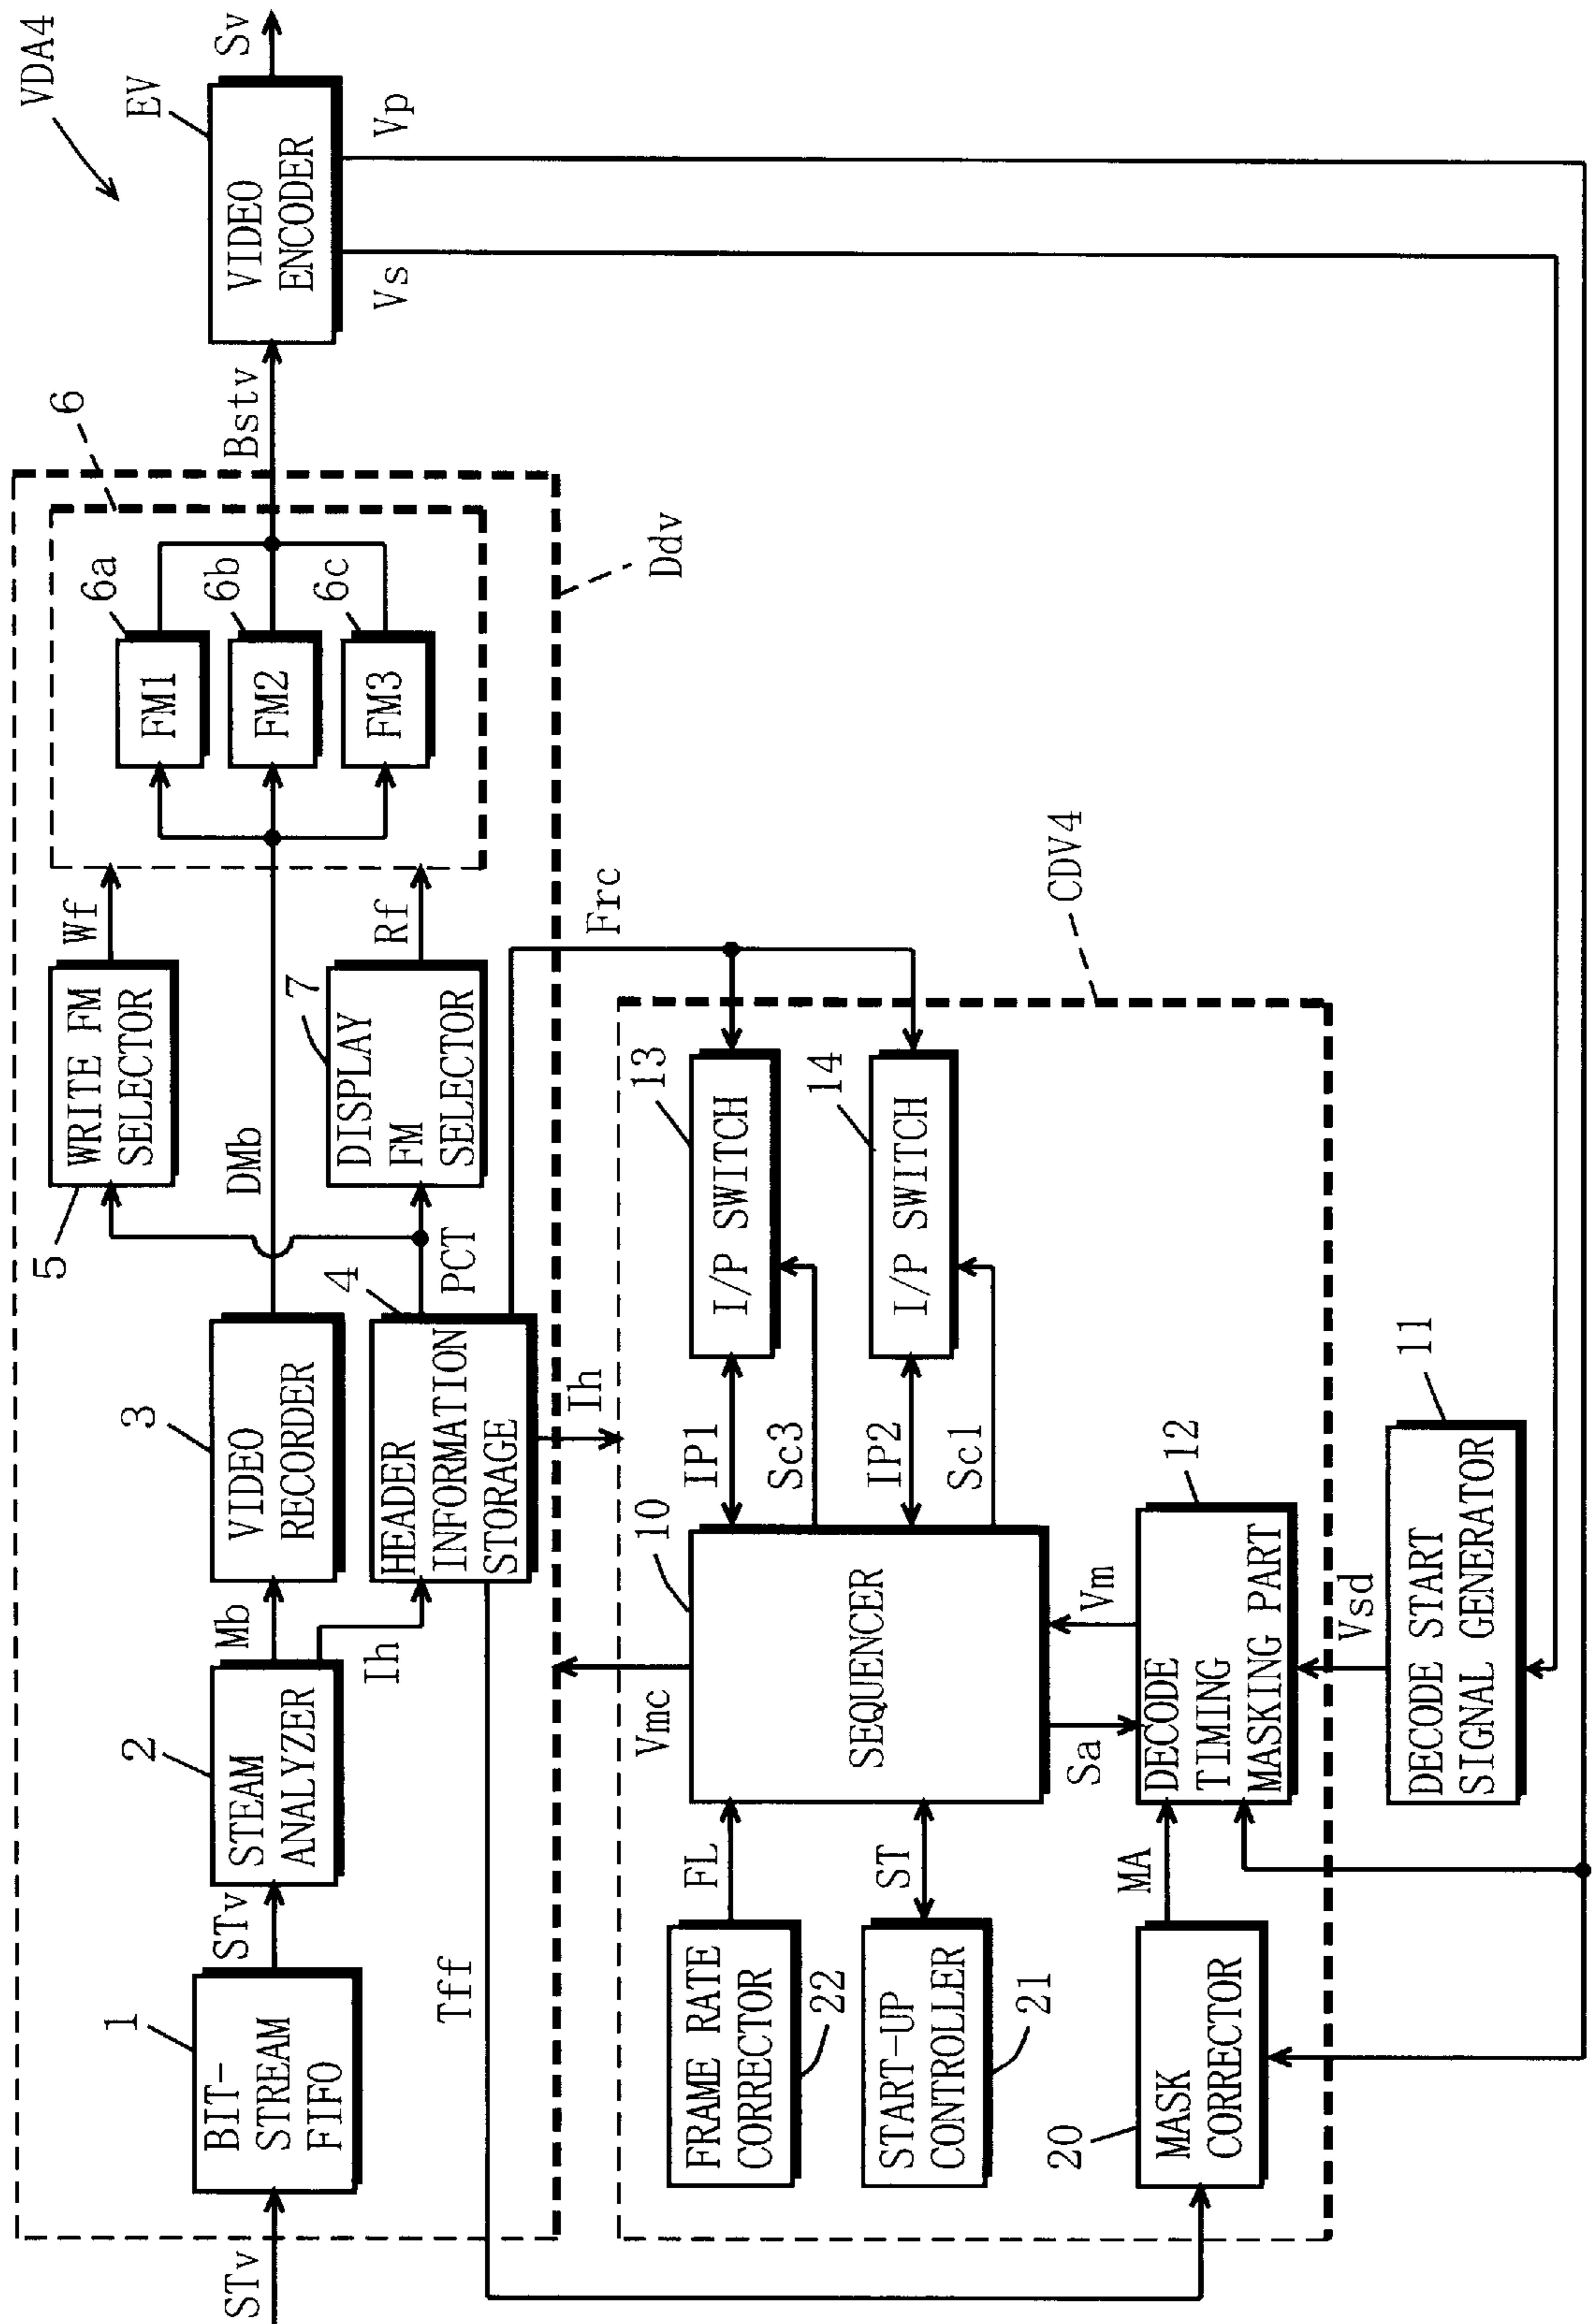 VDA4
STv
1
BIT-
STREAM
FIFO
STv
2
STEAM
ANALYZER
Mb
Ih
3
VIDEO
RECORDER
4
HEADER
INFORMATION
STORAGE
PCT
DMb
5
WRITE FM
SELECTOR
Wf
7
DISPLAY
FM
SELECTOR
Rf
6
6a
FM1
6b
FM2
6c
FM3
Ddv
Bstv
EV
VIDEO
ENCODER
Sv
Vs
Vp
Tff
Ih
Frc
CDV4
Vmc
22
FRAME RATE
CORRECTOR
FL
21
START-UP
CONTROLLER
ST
10
SEQUENCER
IP1
Sc3
IP2
Sc1
13
I/P SWITCH
14
I/P SWITCH
Sa
Vm
20
MASK
CORRECTOR
MA
12
DECODE
TIMING
MASKING PART
Vsd
11
DECODE START
SIGNAL GENERATOR